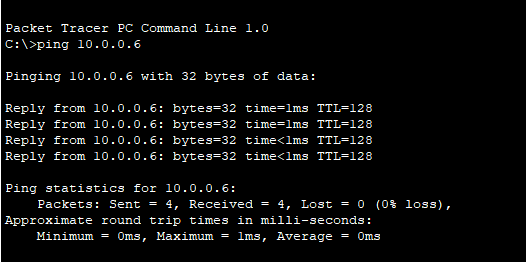 Packet Tracer PC Command Line 1.0
C:\>ping 10.0.0.6
Pinging 10.0.0.6 with 32 bytes of data:
Reply from 10.0.0.6: bytes=32 time=1ms TTL=128
Reply from 10.0.0.6: bytes=32 time=1ms TTL=128
Reply from 10.0.0.6: bytes=32 time<1ms TTL=128
Reply from 10.0.0.6: bytes=32 time<1ms TTL=128
Ping statistics for 10.0.0.6:
Packets: Sent = 4, Received = 4, Lost = 0 (0% loss),
Approximate round trip times in milli-seconds:
Minimum = 0ms, Maximum = 1ms, Average = 0ms